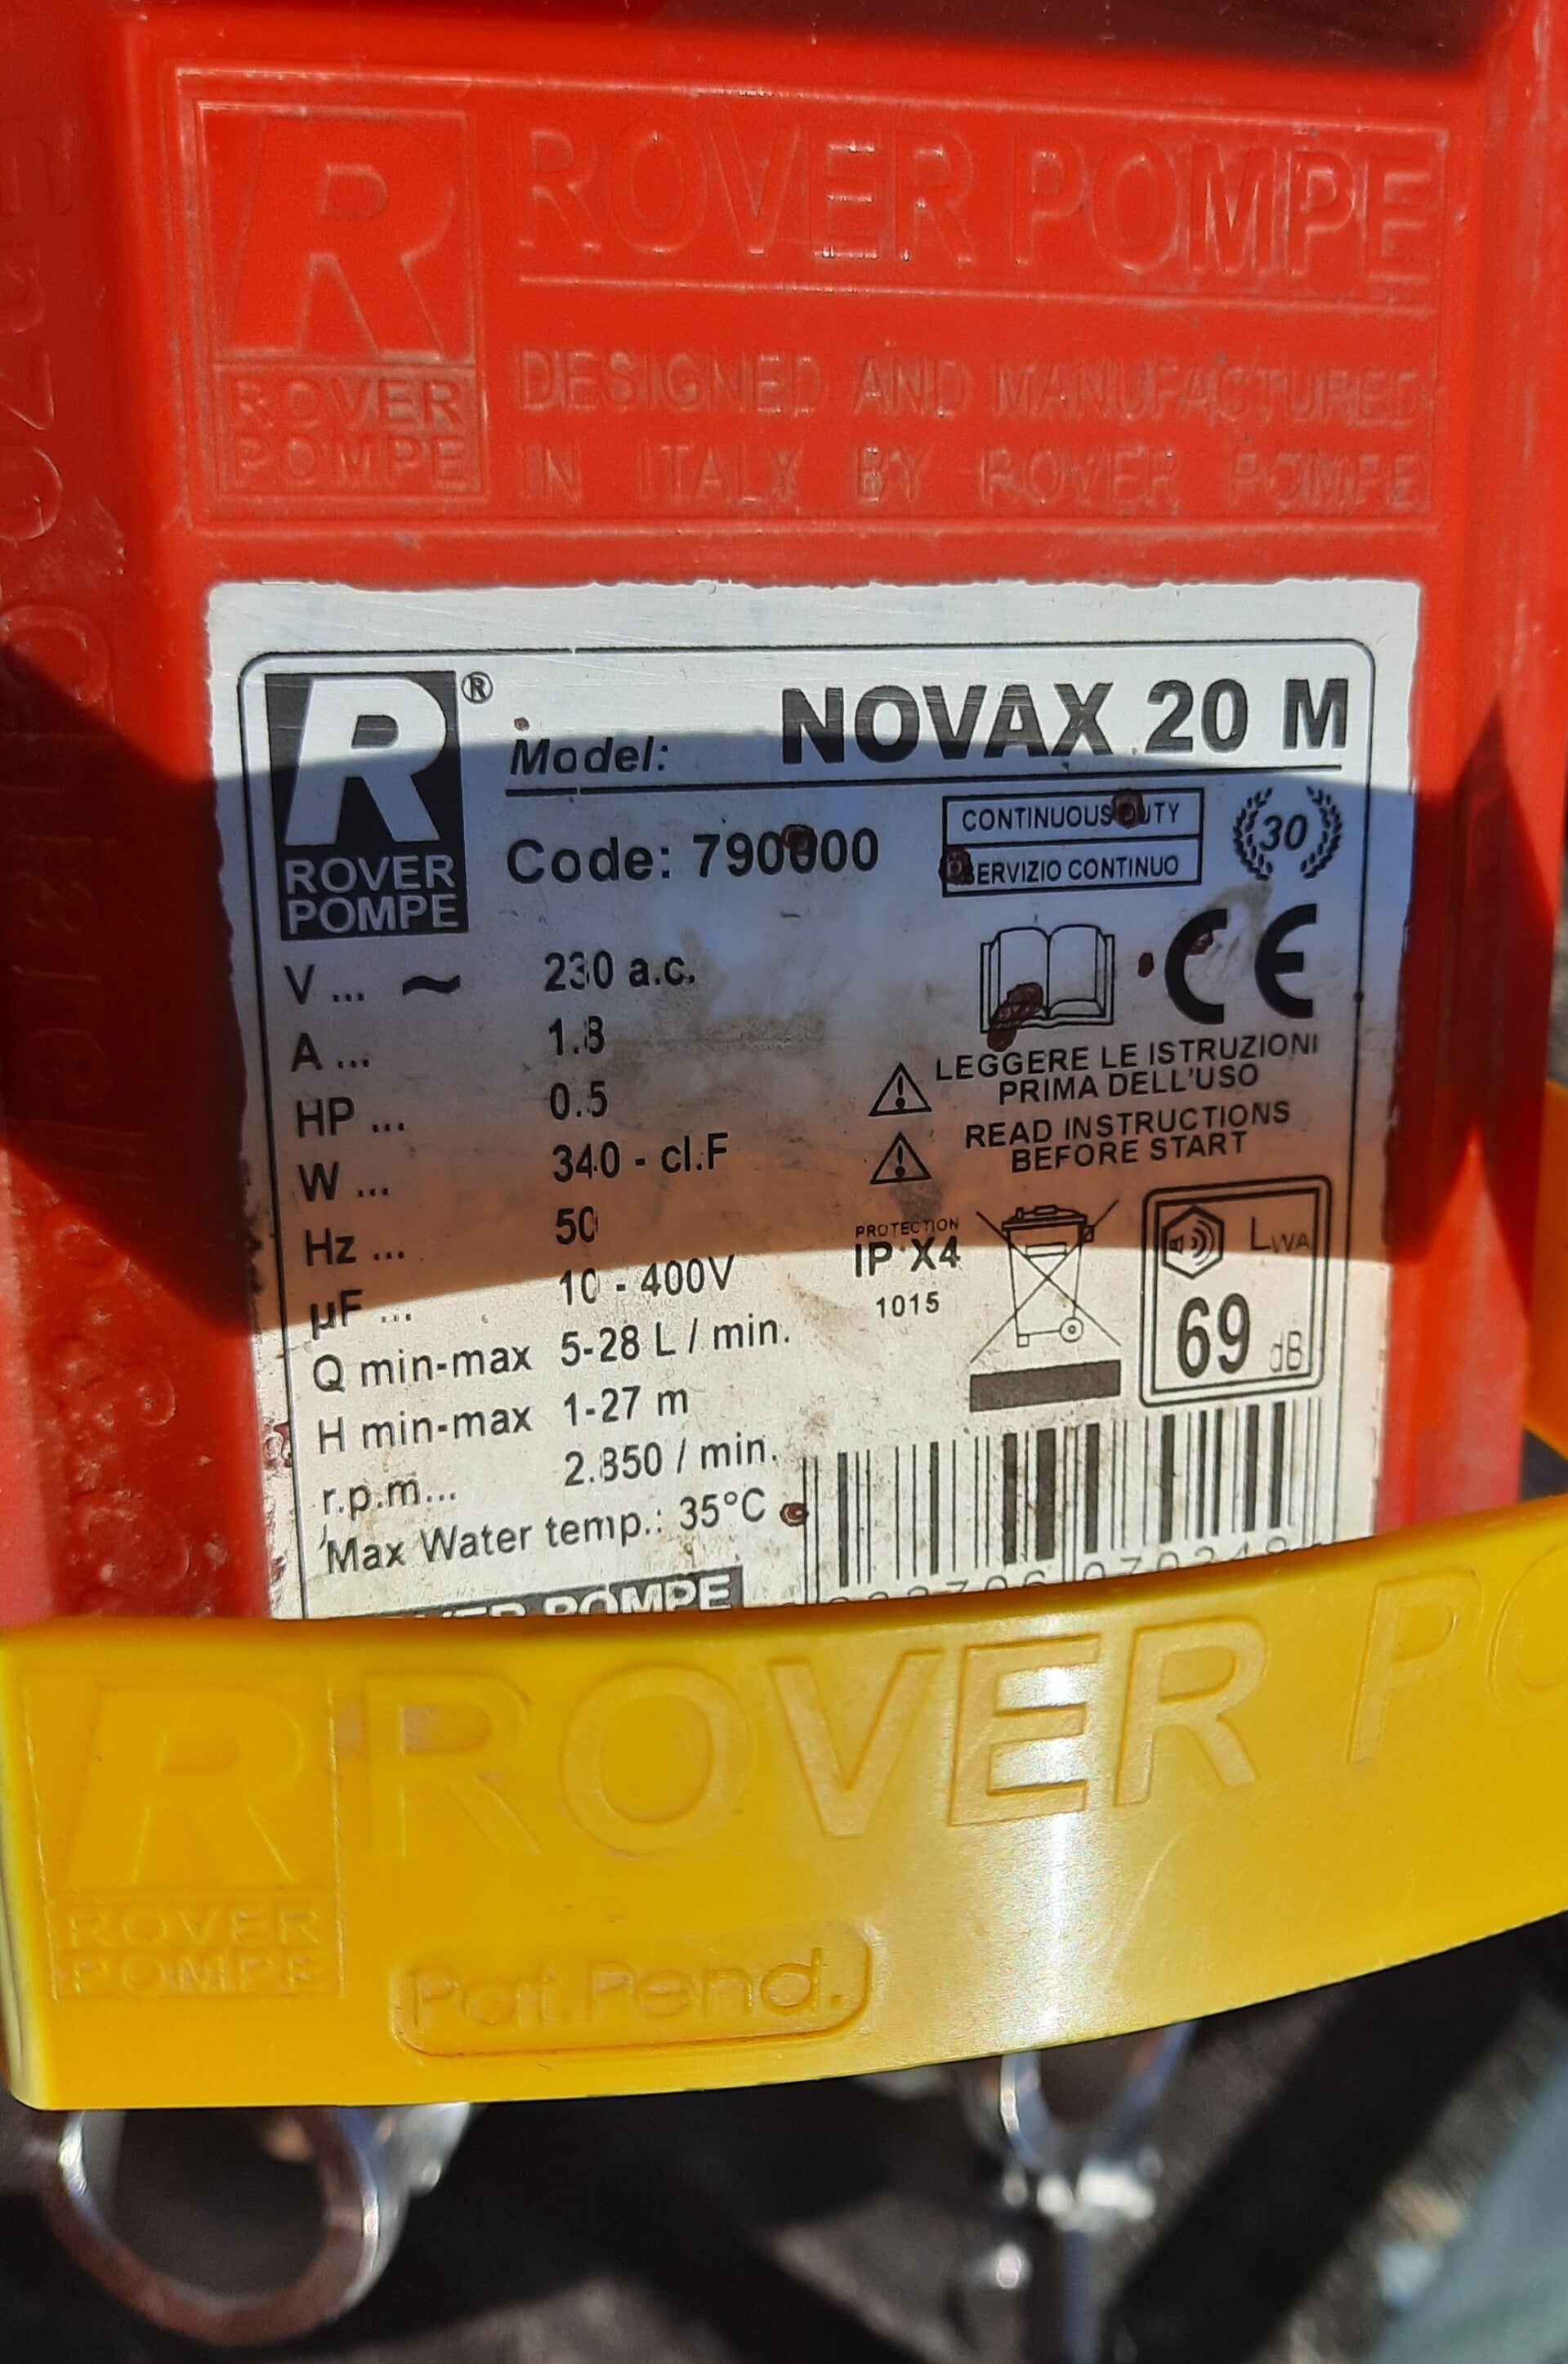 R
ROVER POMPE
ROVER
POMPE
DESIGNED AND MANUFACTURED
IN ITALY BY ROVER POMPE
R®
ROVER
POMPE
Model: NOVAX 20 M
Code: 790000
CONTINUOUS DUTY
SERVIZIO CONTINUO
30
CE
V ... ~ 230 a.c.
A ... 1.8
HP ... 0.5
W ... 340 - cl.F
Hz ... 50
µF ... 10 - 400V
Q min-max 5-28 L / min.
H min-max 1-27 m
r.p.m... 2.850 / min.
Max Water temp.: 35°C
LEGGERE LE ISTRUZIONI
PRIMA DELL'USO
READ INSTRUCTIONS
BEFORE START
PROTECTION
IP X4
1015
LWA
69 dB
ROVER POMPE
R
ROVER
ROVER
POMPE
Pat.Pend.